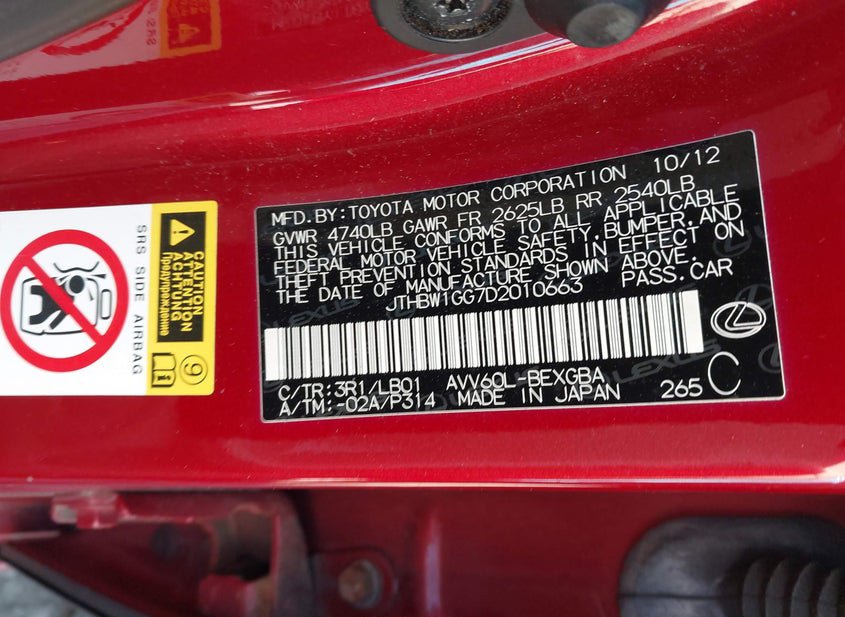 MFD.BY:TOYOTA MOTOR CORPORATION 10/12
GVWR 4740LB GAWR FR 2625LB RR 2540LB
THIS VEHICLE CONFORMS TO ALL APPLICABLE
FEDERAL MOTOR VEHICLE SAFETY,BUMPER,AND
THEFT PREVENTION STANDARDS IN EFFECT ON
THE DATE OF MANUFACTURE SHOWN ABOVE.
JTHBW1GG7D2010663 PASS.CAR
C/TR:3R1/LB01 AVV60L-BEXGBA
A/TM:-02A/P314 MADE IN JAPAN 265 C
SRS SIDE AIRBAG
CAUTION
ATTENTION
ACHTUNG
Предупреждение
9